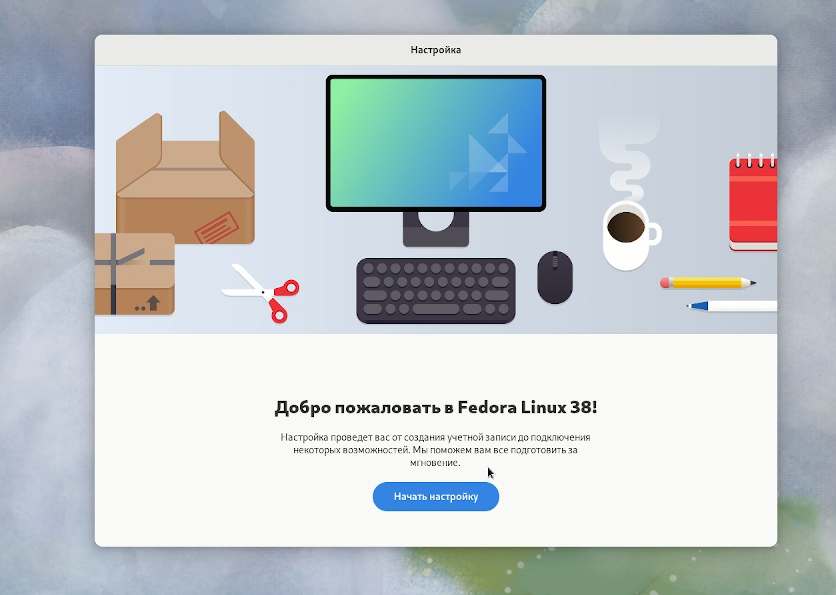 Настройка
Добро пожаловать в Fedora Linux 38!
Настройка проведет вас от создания учетной записи до подключения
некоторых возможностей. Мы поможем вам все подготовить за
мгновение.
Начать настройку